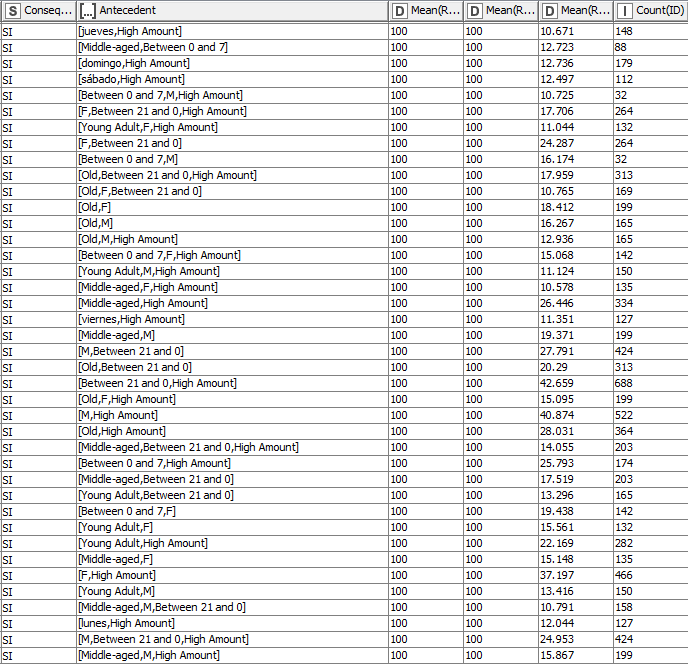 S Conseq... [...] Antecedent D Mean(R... D Mean(R... D Mean(R... I Count(ID)
SI [jueves,High Amount] 100 100 10.671 148
SI [Middle-aged,Between 0 and 7] 100 100 12.723 88
SI [domingo,High Amount] 100 100 12.736 179
SI [sábado,High Amount] 100 100 12.497 112
SI [Between 0 and 7,M,High Amount] 100 100 10.725 32
SI [F,Between 21 and 0,High Amount] 100 100 17.706 264
SI [Young Adult,F,High Amount] 100 100 11.044 132
SI [F,Between 21 and 0] 100 100 24.287 264
SI [Between 0 and 7,M] 100 100 16.174 32
SI [Old,Between 21 and 0,High Amount] 100 100 17.959 313
SI [Old,F,Between 21 and 0] 100 100 10.765 169
SI [Old,F] 100 100 18.412 199
SI [Old,M] 100 100 16.267 165
SI [Old,M,High Amount] 100 100 12.936 165
SI [Between 0 and 7,F,High Amount] 100 100 15.068 142
SI [Young Adult,M,High Amount] 100 100 11.124 150
SI [Middle-aged,F,High Amount] 100 100 10.578 135
SI [Middle-aged,High Amount] 100 100 26.446 334
SI [viernes,High Amount] 100 100 11.351 127
SI [Middle-aged,M] 100 100 19.371 199
SI [M,Between 21 and 0] 100 100 27.791 424
SI [Old,Between 21 and 0] 100 100 20.29 313
SI [Between 21 and 0,High Amount] 100 100 42.659 688
SI [Old,F,High Amount] 100 100 15.095 199
SI [M,High Amount] 100 100 40.874 522
SI [Old,High Amount] 100 100 28.031 364
SI [Middle-aged,Between 21 and 0,High Amount] 100 100 14.055 203
SI [Between 0 and 7,High Amount] 100 100 25.793 174
SI [Middle-aged,Between 21 and 0] 100 100 17.519 203
SI [Young Adult,Between 21 and 0] 100 100 13.296 165
SI [Between 0 and 7,F] 100 100 19.438 142
SI [Young Adult,F] 100 100 15.561 132
SI [Young Adult,High Amount] 100 100 22.169 282
SI [Middle-aged,F] 100 100 15.148 135
SI [F,High Amount] 100 100 37.197 466
SI [Young Adult,M] 100 100 13.416 150
SI [Middle-aged,M,Between 21 and 0] 100 100 10.791 158
SI [lunes,High Amount] 100 100 12.044 127
SI [M,Between 21 and 0,High Amount] 100 100 24.953 424
SI [Middle-aged,M,High Amount] 100 100 15.867 199